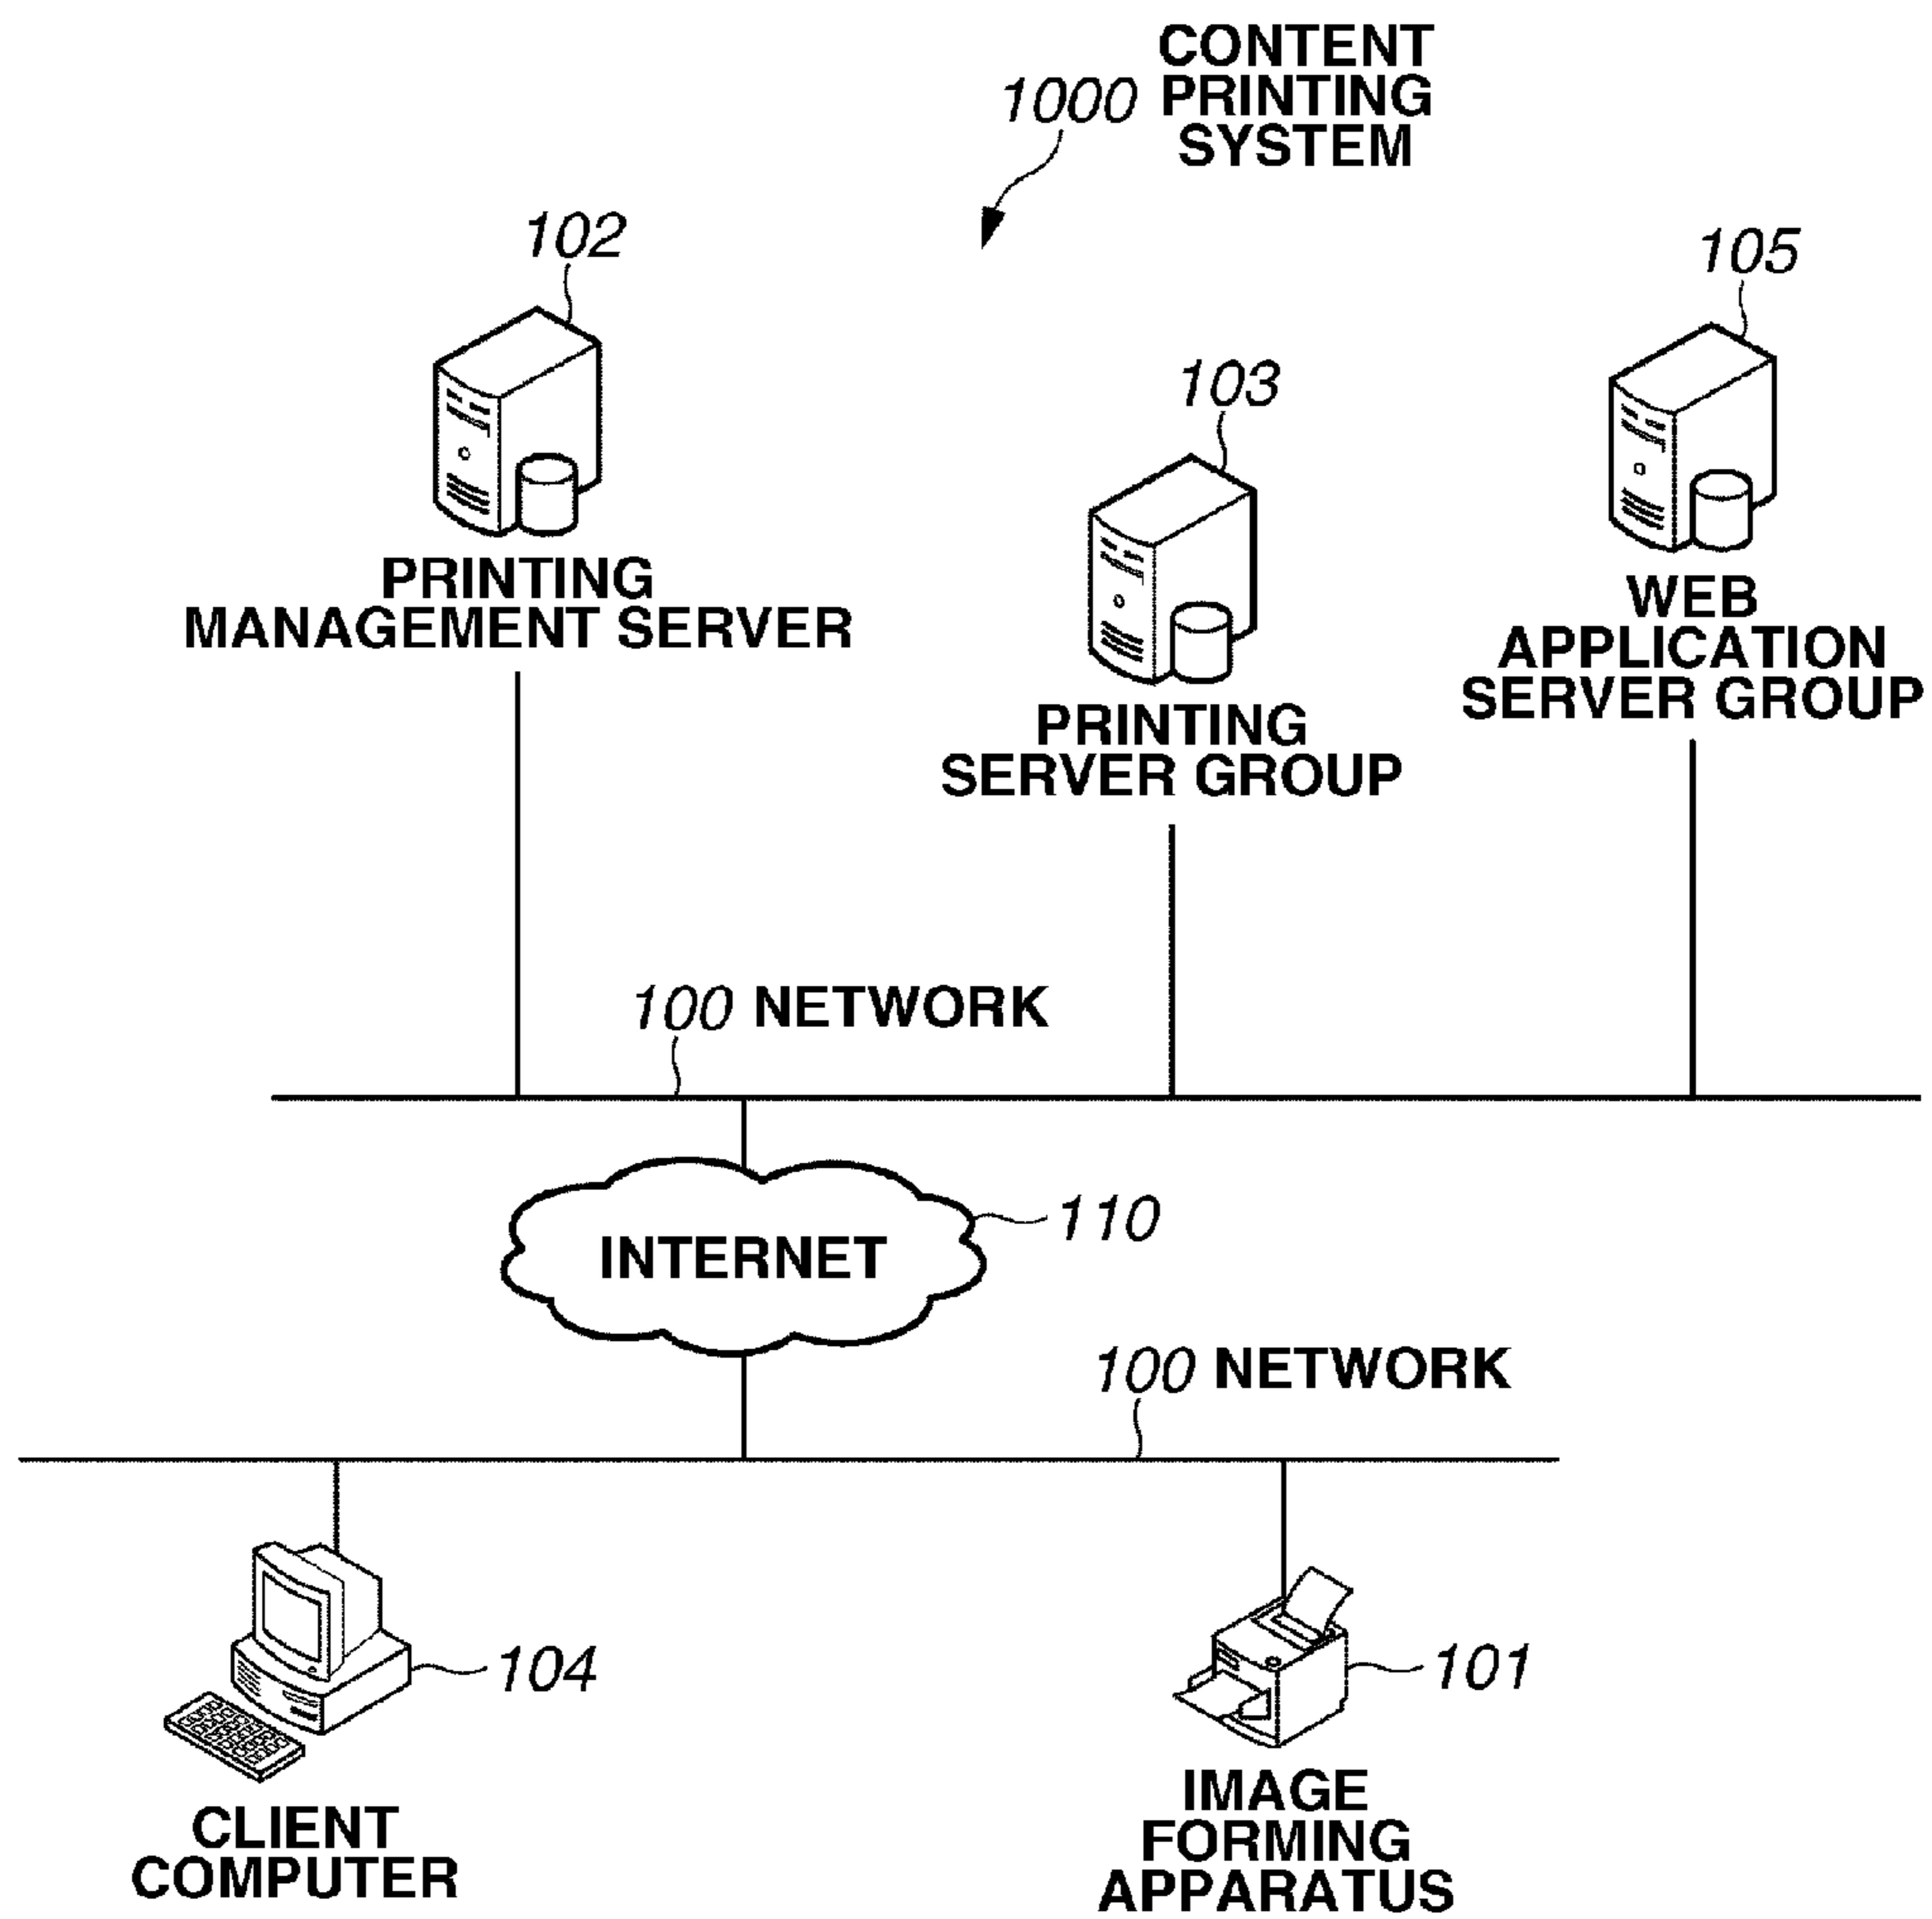 CONTENT
1000 PRINTING
SYSTEM
102
105
103
PRINTING
MANAGEMENT SERVER
WEB
APPLICATION
SERVER GROUP
PRINTING
SERVER GROUP
100 NETWORK
INTERNET
110
100 NETWORK
104
101
CLIENT
COMPUTER
IMAGE
FORMING
APPARATUS